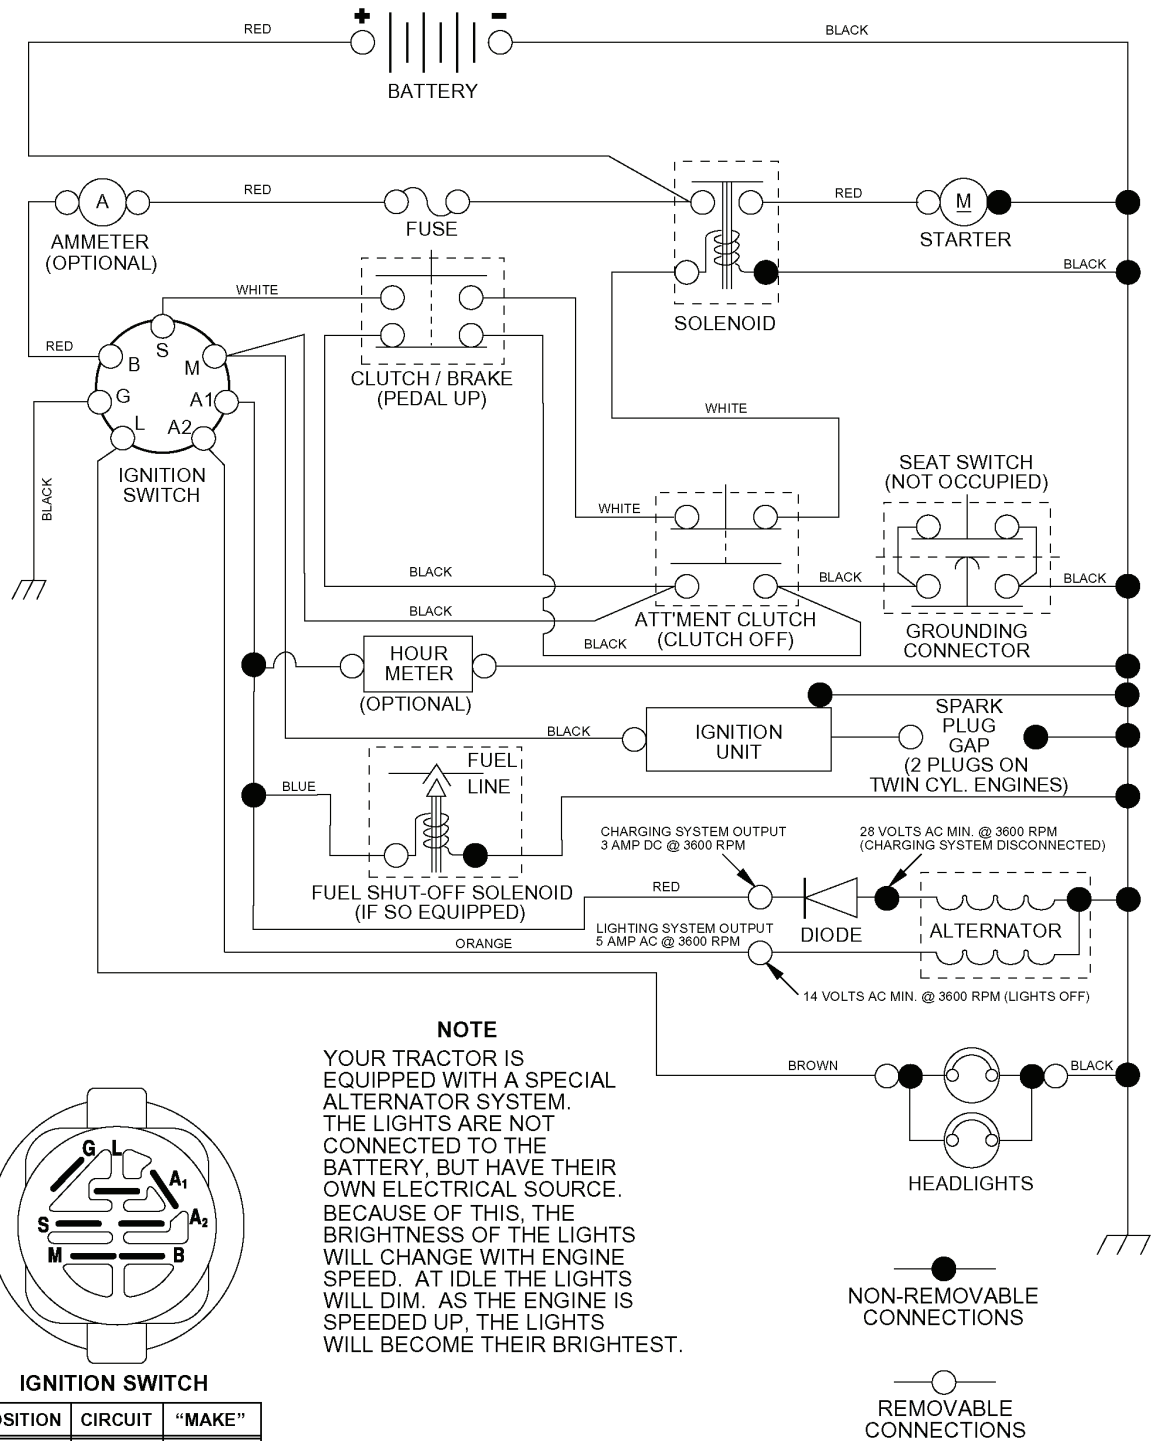 + -
RED
BLACK
BATTERY
A
RED
FUSE
RED
M
AMMETER
(OPTIONAL)
STARTER
BLACK
SOLENOID
WHITE
RED
S
B
M
G
A1
L
A2
IGNITION
SWITCH
CLUTCH / BRAKE
(PEDAL UP)
WHITE
BLACK
SEAT SWITCH
(NOT OCCUPIED)
WHITE
BLACK
BLACK
BLACK
BLACK
ATT'MENT CLUTCH
(CLUTCH OFF)
BLACK
GROUNDING
CONNECTOR
HOUR
METER
(OPTIONAL)
BLACK
IGNITION
UNIT
SPARK
PLUG
GAP
(2 PLUGS ON
TWIN CYL. ENGINES)
FUEL
LINE
BLUE
FUEL SHUT-OFF SOLENOID
(IF SO EQUIPPED)
CHARGING SYSTEM OUTPUT
3 AMP DC @ 3600 RPM
28 VOLTS AC MIN. @ 3600 RPM
(CHARGING SYSTEM DISCONNECTED)
RED
DIODE
ALTERNATOR
LIGHTING SYSTEM OUTPUT
5 AMP AC @ 3600 RPM
ORANGE
14 VOLTS AC MIN. @ 3600 RPM (LIGHTS OFF)
NOTE
YOUR TRACTOR IS
EQUIPPED WITH A SPECIAL
ALTERNATOR SYSTEM.
THE LIGHTS ARE NOT
CONNECTED TO THE
BATTERY, BUT HAVE THEIR
OWN ELECTRICAL SOURCE.
BECAUSE OF THIS, THE
BRIGHTNESS OF THE LIGHTS
WILL CHANGE WITH ENGINE
SPEED. AT IDLE THE LIGHTS
WILL DIM. AS THE ENGINE IS
SPEEDED UP, THE LIGHTS
WILL BECOME THEIR BRIGHTEST.
BROWN
BLACK
HEADLIGHTS
NON-REMOVABLE
CONNECTIONS
REMOVABLE
CONNECTIONS
G L
A1
S
A2
M B
IGNITION SWITCH
CIRCUIT "MAKE"